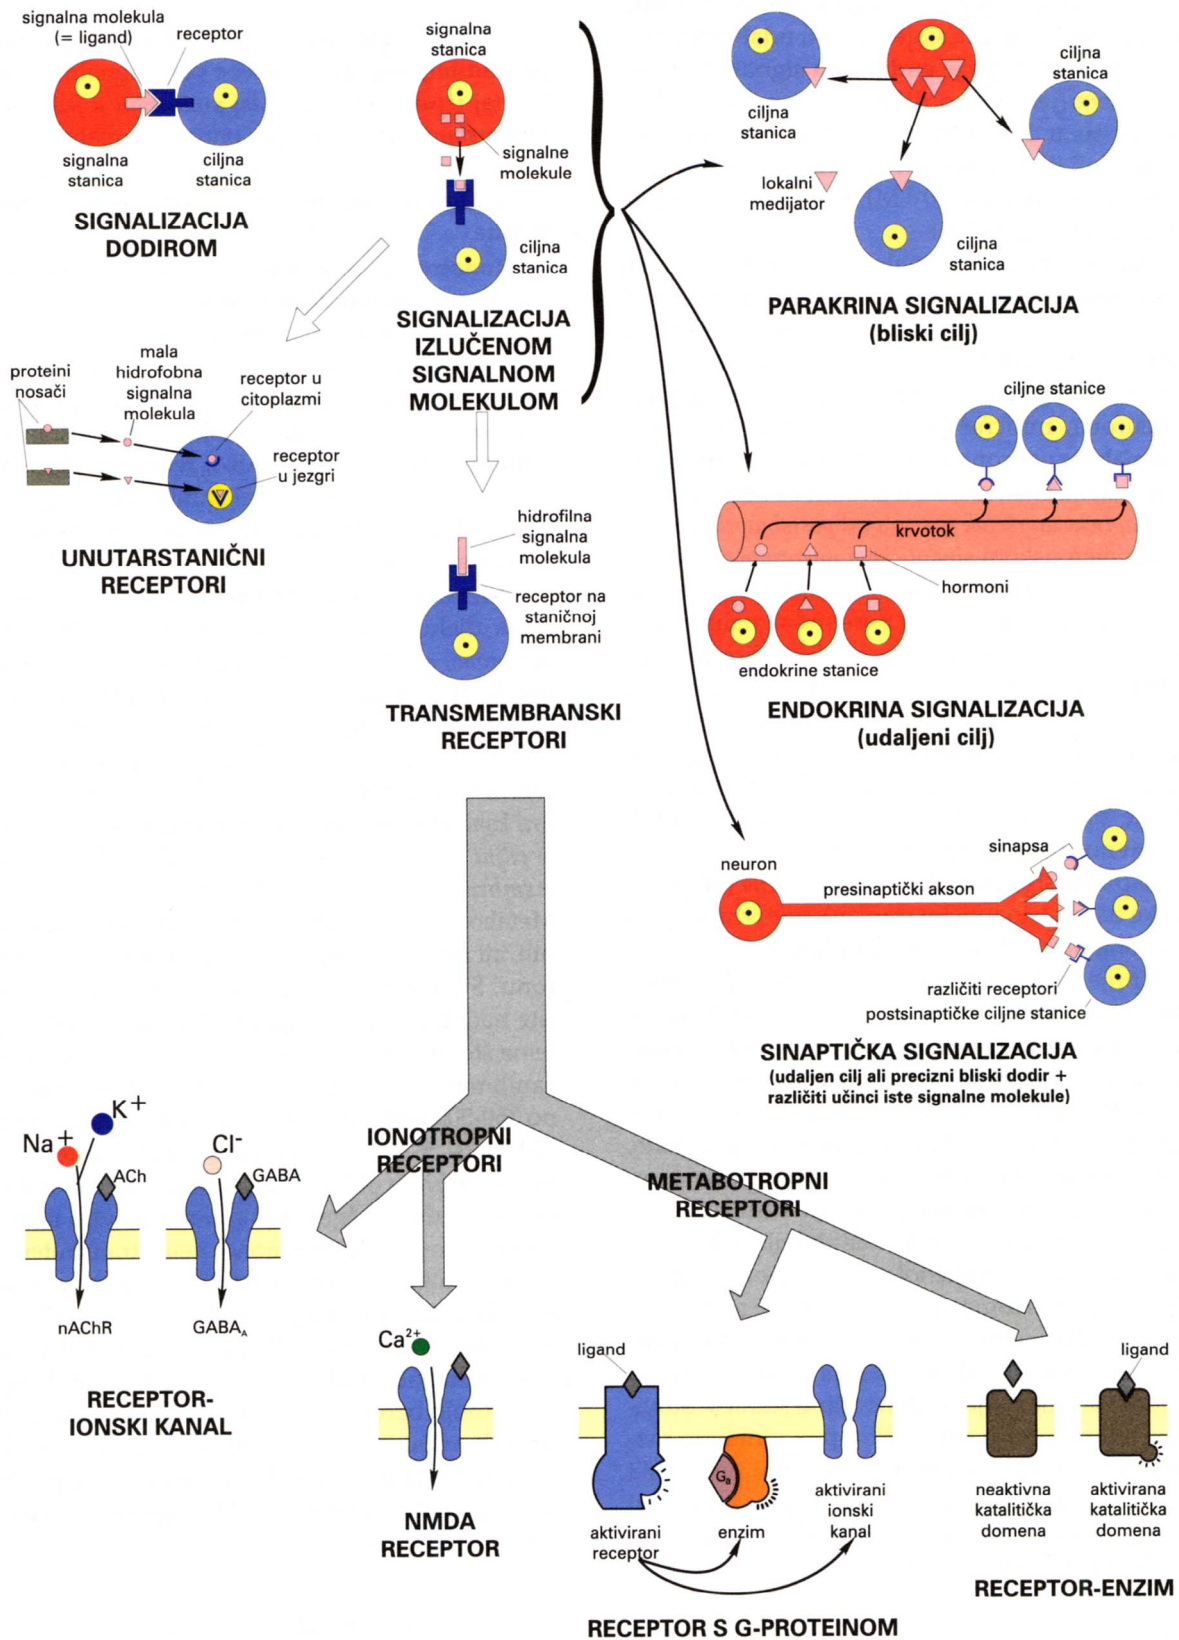 signalna molekula
(= ligand)
receptor
signalna
stanica
ciljna
stanica
SIGNALIZACIJA
DODIROM
signalna
stanica
signalne
molekule
ciljna
stanica
SIGNALIZACIJA
IZLUČENOM
SIGNALNOM
MOLEKULOM
ciljna
stanica
ciljna
stanica
lokalni
medijator
ciljna
stanica
PARAKRINA SIGNALIZACIJA
(bliski cilj)
proteini
nosači
mala
hidrofobna
signalna
molekula
receptor u
citoplazmi
receptor
u jezgri
UNUTARSTANIČNI
RECEPTORI
hidrofilna
signalna
molekula
receptor na
staničnoj
membrani
TRANSMEMBRANSKI
RECEPTORI
ciljne stanice
krvotok
hormoni
endokrine stanice
ENDOKRINA SIGNALIZACIJA
(udaljeni cilj)
neuron
presinaptički akson
sinapsa
različiti receptori
postsinaptičke ciljne stanice
SINAPTIČKA SIGNALIZACIJA
(udaljen cilj ali precizni bliski dodir +
različiti učinci iste signalne molekule)
IONOTROPNI
RECEPTORI
METABOTROPNI
RECEPTORI
Na+
K+
ACh
nAChR
Cl-
GABA
GABAA
RECEPTOR-
IONSKI KANAL
Ca2+
NMDA
RECEPTOR
ligand
Ga
aktivirani
receptor
enzim
aktivirani
ionski
kanal
RECEPTOR S G-PROTEINOM
ligand
neaktivna
katalitička
domena
aktivirana
katalitička
domena
RECEPTOR-ENZIM